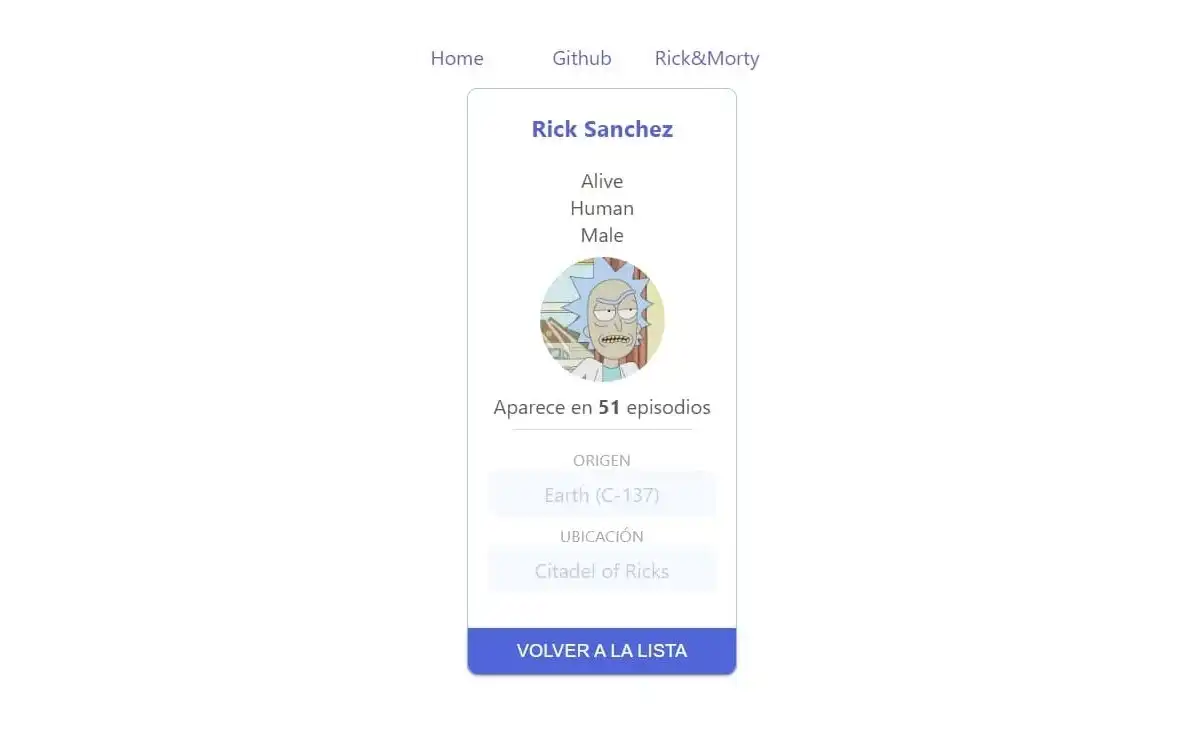 Home Github Rick&Morty
Rick Sanchez
Alive
Human
Male
Aparece en 51 episodios
ORIGEN
Earth (C-137)
UBICACIÓN
Citadel of Ricks
VOLVER A LA LISTA